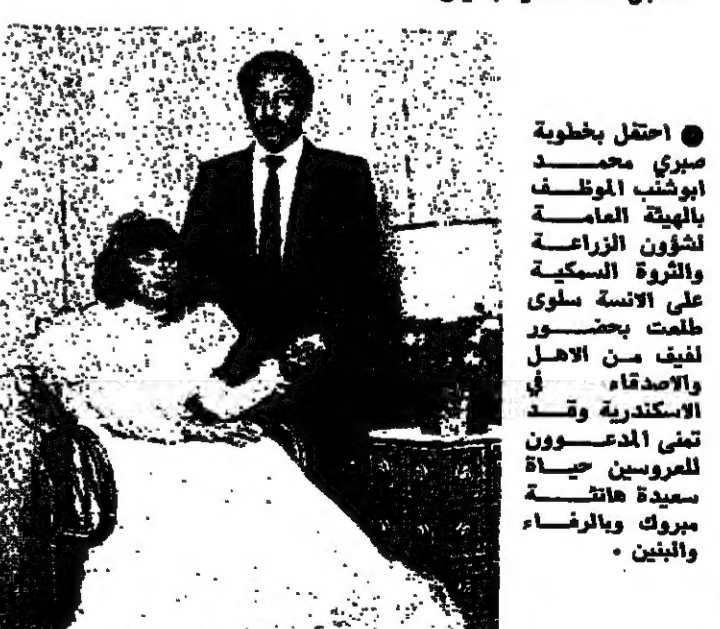 ● احتفل بخطوبة
صبري محمد
ابوشنب الموظف
بالهيئة العامة
لشؤون الزراعة
والثروة السمكية
على الانسة سلوى
طلعت بحضور
لفيف من الاهل
والاصدقاء في
الاسكندرية وقد
تمنى المدعوون
للعروسين حياة
سعيدة هانئة
مبروك وبالرفاء
والبنين .